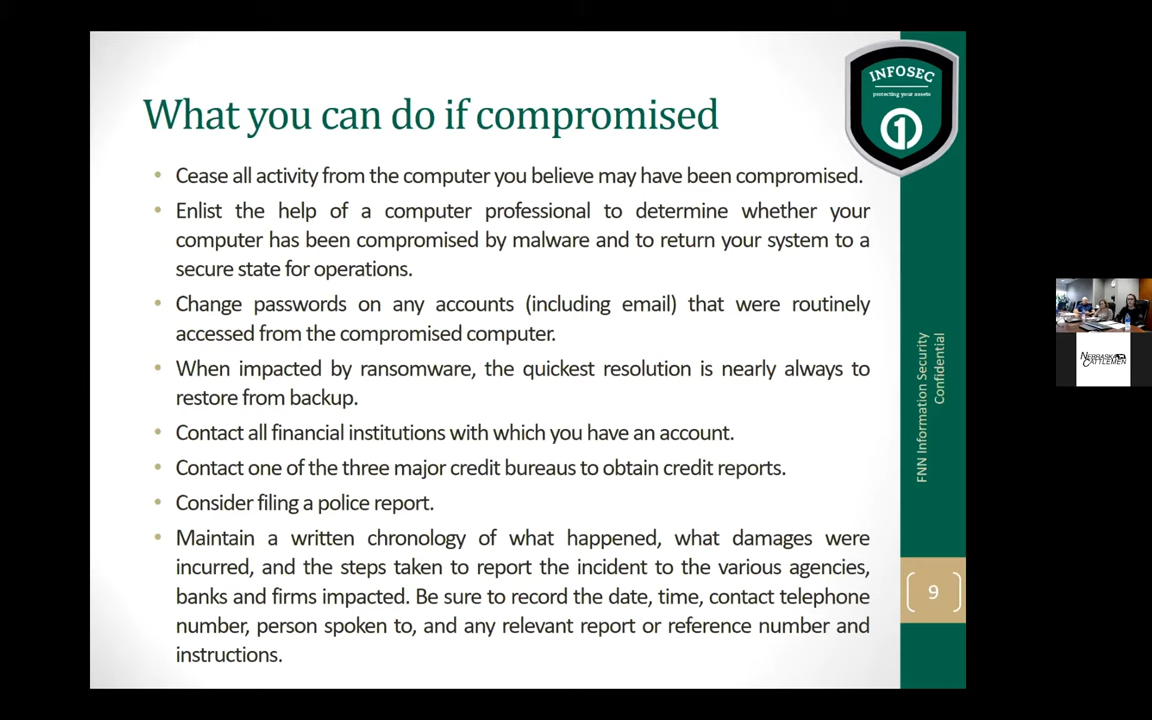 INFOSEC
protecting your assets
What you can do if compromised
• Cease all activity from the computer you believe may have been compromised.
• Enlist the help of a computer professional to determine whether your
computer has been compromised by malware and to return your system to a
secure state for operations.
• Change passwords on any accounts (including email) that were routinely
accessed from the compromised computer.
• When impacted by ransomware, the quickest resolution is nearly always to
restore from backup.
• Contact all financial institutions with which you have an account.
• Contact one of the three major credit bureaus to obtain credit reports.
• Consider filing a police report.
• Maintain a written chronology of what happened, what damages were
incurred, and the steps taken to report the incident to the various agencies,
banks and firms impacted. Be sure to record the date, time, contact telephone
number, person spoken to, and any relevant report or reference number and
instructions.
FNN Information Security
Confidential
9
NEBRASKA
CATTLEMEN